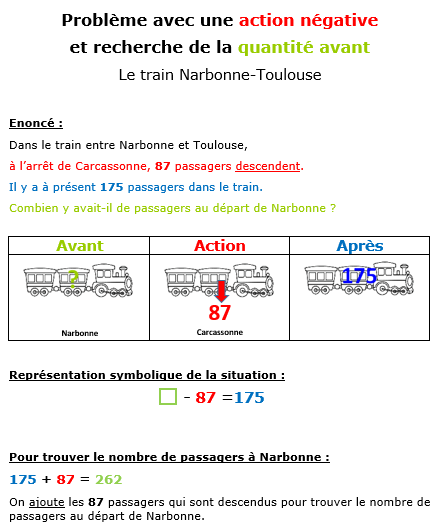 Problème avec une action négative
et recherche de la quantité avant
Le train Narbonne-Toulouse
Enoncé :
Dans le train entre Narbonne et Toulouse,
à l'arrêt de Carcassonne, 87 passagers descendent.
Il y a à présent 175 passagers dans le train.
Combien y avait-il de passagers au départ de Narbonne ?
Avant Action Après
? 175
87
Narbonne Carcassonne
Représentation symbolique de la situation :
□ - 87 =175
Pour trouver le nombre de passagers à Narbonne :
175 + 87 = 262
On ajoute les 87 passagers qui sont descendus pour trouver le nombre de
passagers au départ de Narbonne.